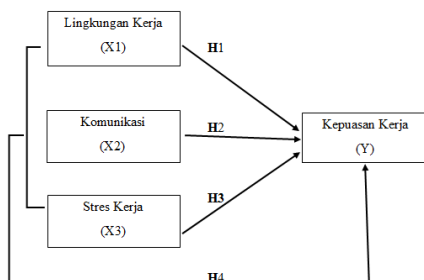 Lingkungan Kerja
(X1)
H1
Komunikasi
(X2)
H2
Kepuasan Kerja
(Y)
Stres Kerja
(X3)
H3
H4